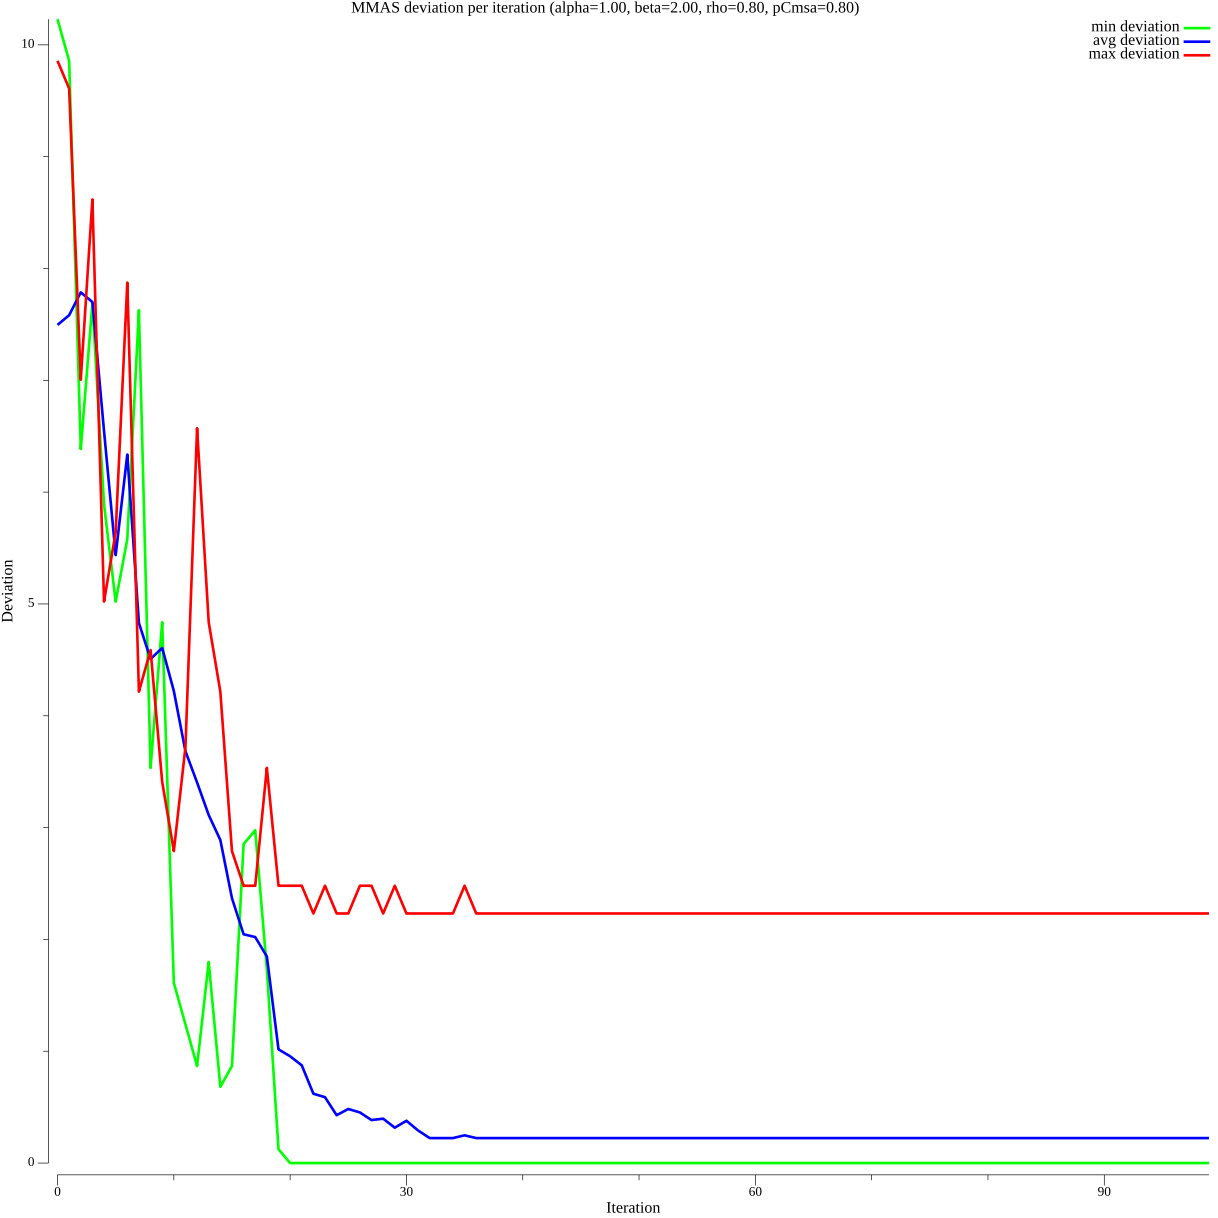 MMAS deviation per iteration (alpha=1.00, beta=2.00, rho=0.80, pCmsa=0.80)
min deviation
avg deviation
max deviation
10
5
0
Deviation
0 30 60 90
Iteration